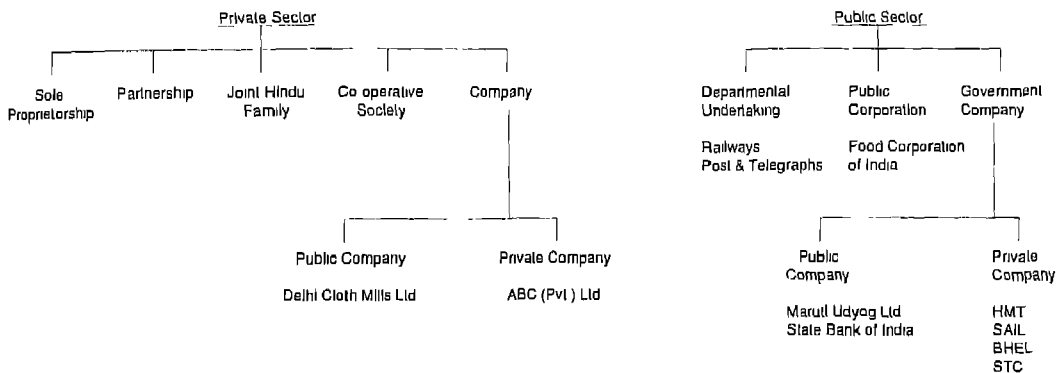 Private Sector
Sole
Proprietorship
Partnership
Joint Hindu
Family
Co operative
Society
Company
Public Company
Delhi Cloth Mills Ltd
Private Company
ABC (Pvt) Ltd
Public Sector
Departmental
Undertaking
Railways
Post & Telegraphs
Public
Corporation
Food Corporation
of India
Government
Company
Public
Company
Maruti Udyog Ltd
State Bank of India
Private
Company
HMT
SAIL
BHEL
STC